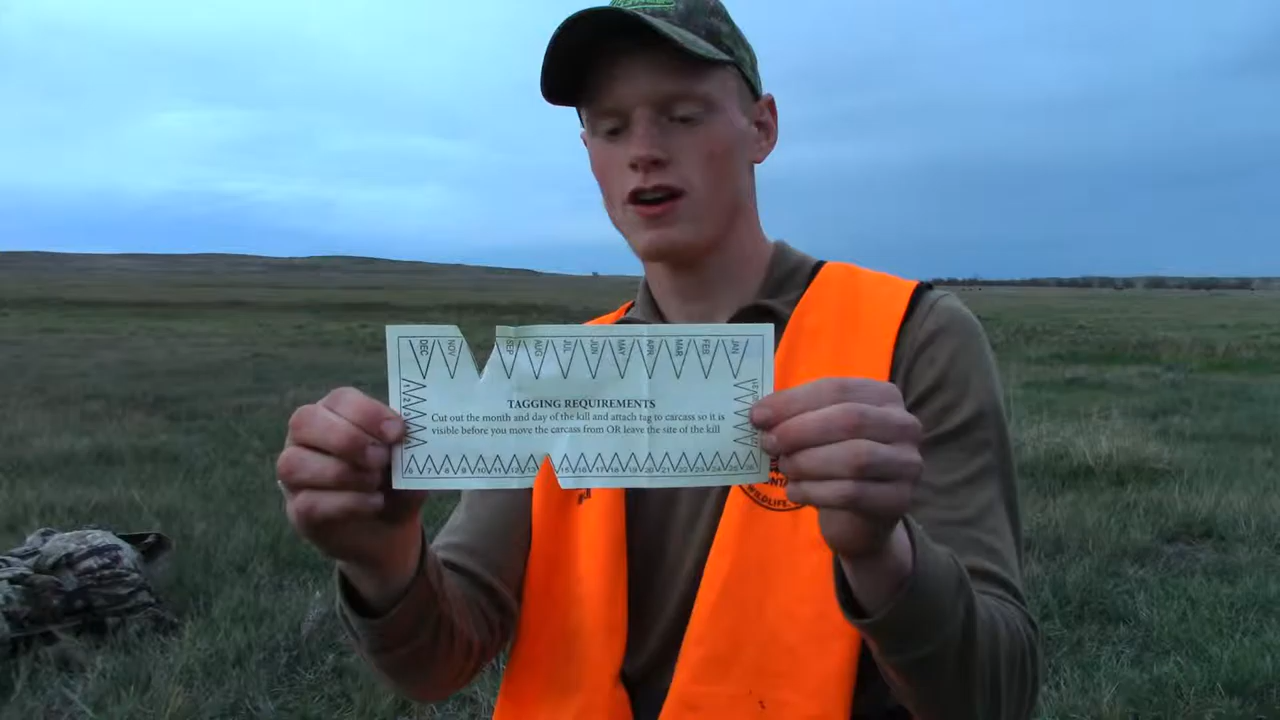 DEC NOV SEP AUG JUL JUN MAY APR MAR FEB JAN
TAGGING REQUIREMENTS
Cut out the month and day of the kill and attach tag to carcass so it is
visible before you move the carcass from OR leave the site of the kill
6 7 8 9 10 11 12 13 15 16 17 18 19 20 21 22 23 24 25 26
WILDLIFE